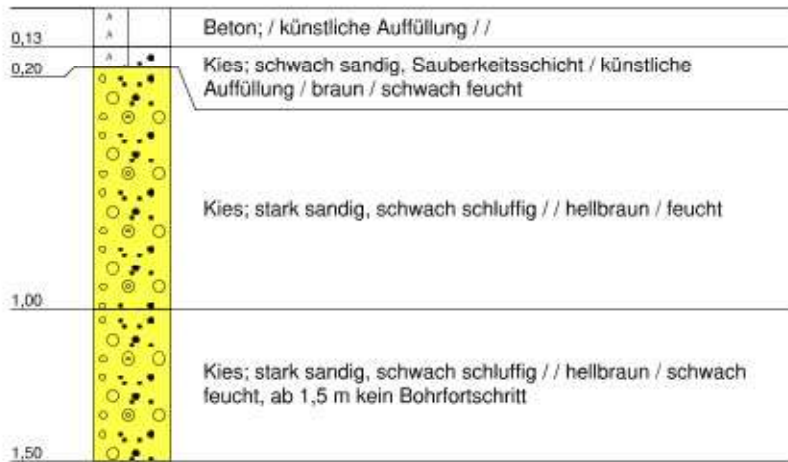 Beton; / künstliche Auffüllung / /
0,13
Kies; schwach sandig, Sauberkeitsschicht / künstliche
0,20
Auffüllung / braun / schwach feucht
Kies; stark sandig, schwach schluffig / / hellbraun / feucht
1,00
Kies; stark sandig, schwach schluffig / / hellbraun / schwach
feucht, ab 1,5 m kein Bohrfortschritt
1,50
A
A
A